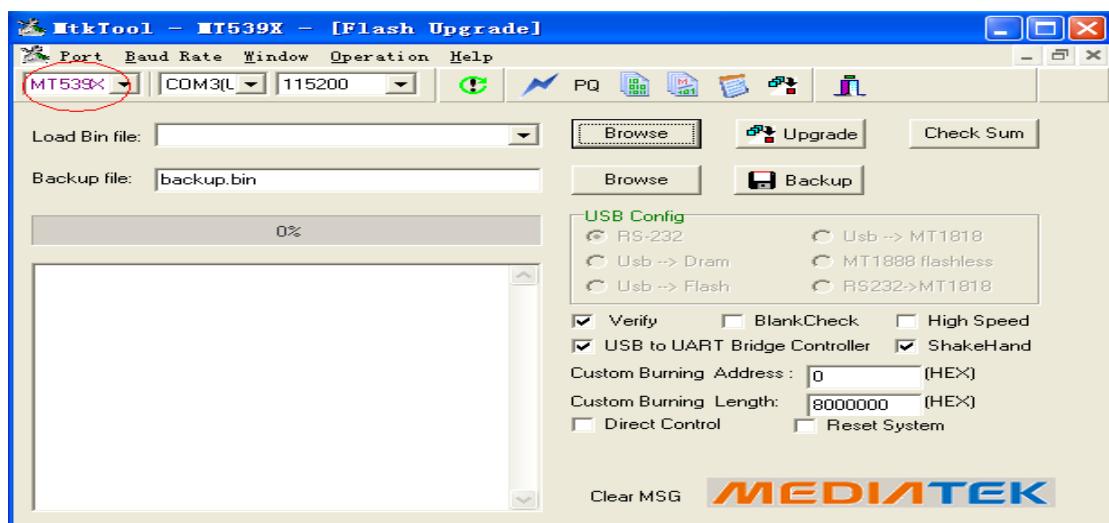 MtkTool - MT539X - [Flash Upgrade]
Port Baud Rate Window Operation Help
MT539X COM3(L 115200 PQ
Load Bin file: Browse Upgrade Check Sum
Backup file: backup.bin Browse Backup
0%
USB Config
RS-232 Usb --> MT1818
Usb --> Dram MT1888 flashless
Usb --> Flash RS232->MT1818
Verify BlankCheck High Speed
USB to UART Bridge Controller ShakeHand
Custom Burning Address : 0 (HEX)
Custom Burning Length: 8000000 (HEX)
Direct Control Reset System
Clear MSG MEDIATEK